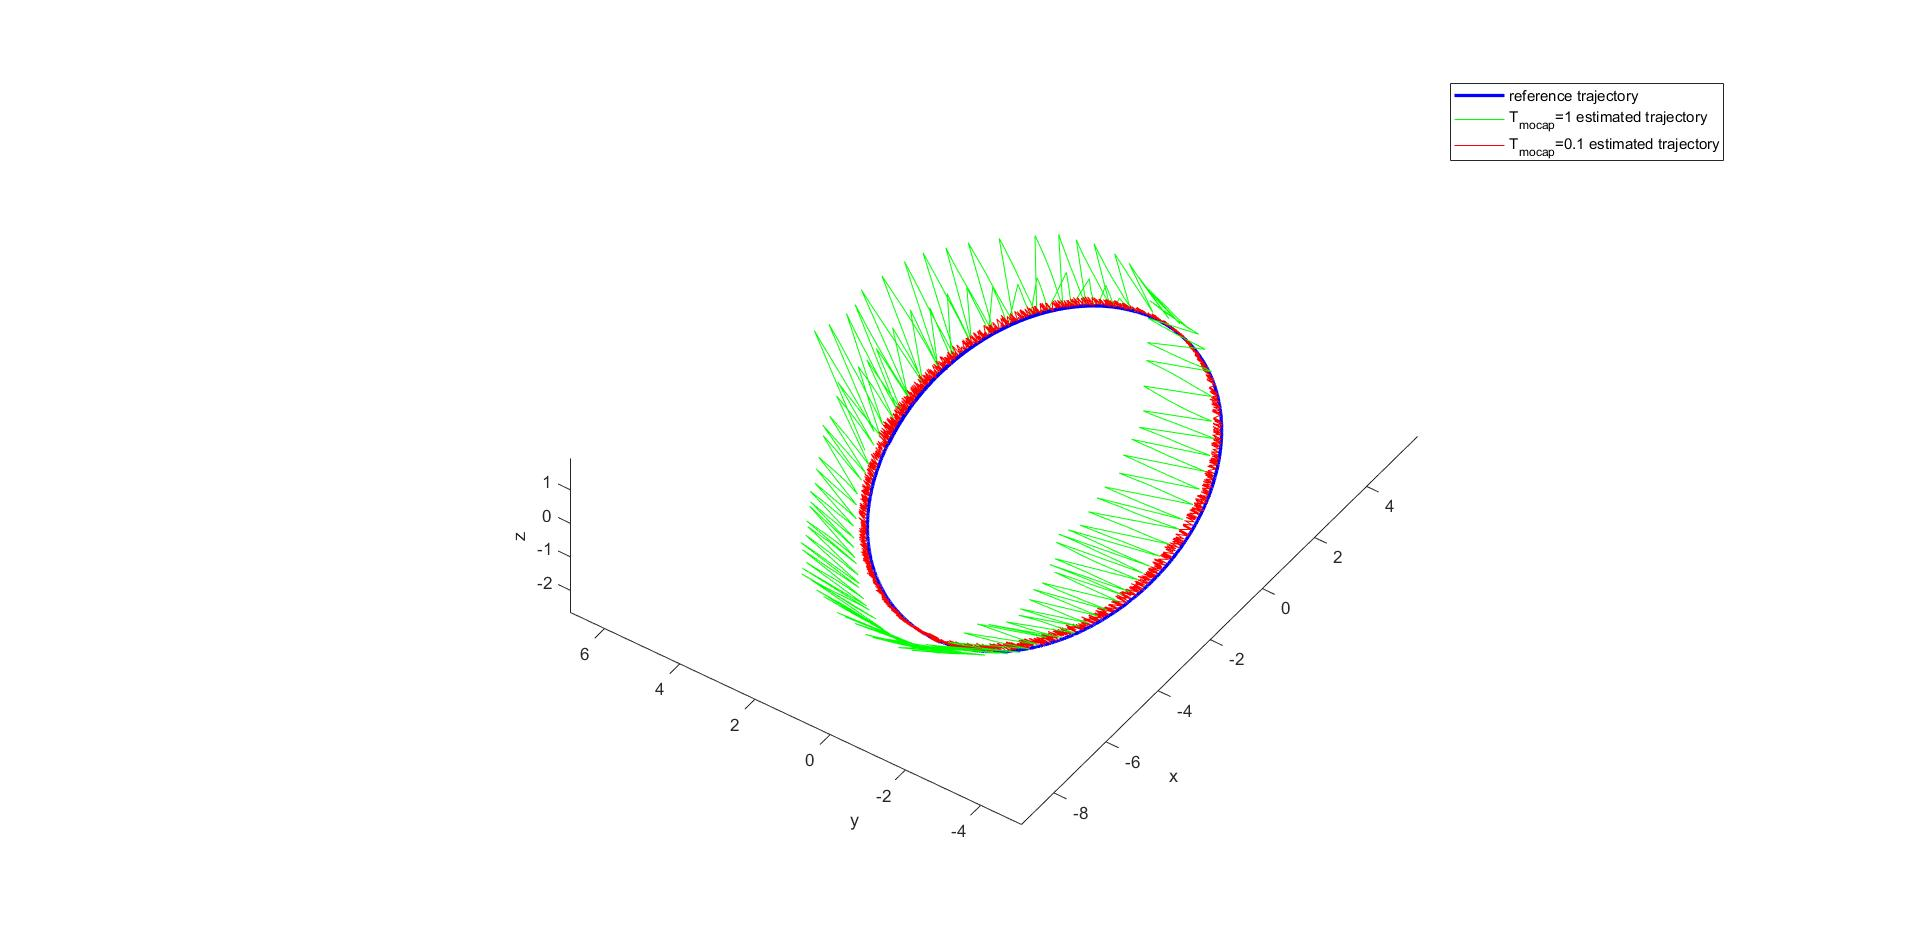 reference trajectory
T_mocap=1 estimated trajectory
T_mocap=0.1 estimated trajectory
1
0
-1
-2
z
6
4
2
0
-2
-4
y
4
2
0
-2
-4
-6
-8
x